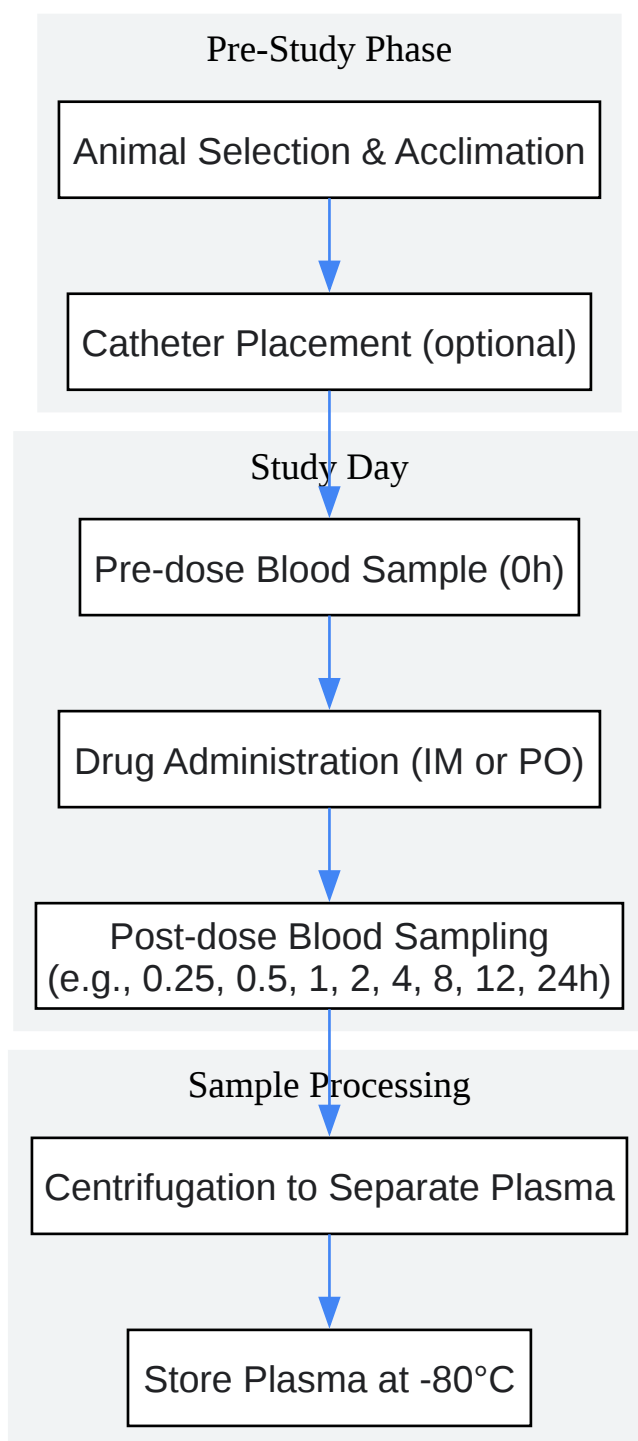 Pre-Study Phase
Animal Selection & Acclimation
Catheter Placement (optional)
Study Day
Pre-dose Blood Sample (0h)
Drug Administration (IM or PO)
Post-dose Blood Sampling
(e.g., 0.25, 0.5, 1, 2, 4, 8, 12, 24h)
Sample Processing
Centrifugation to Separate Plasma
Store Plasma at -80°C